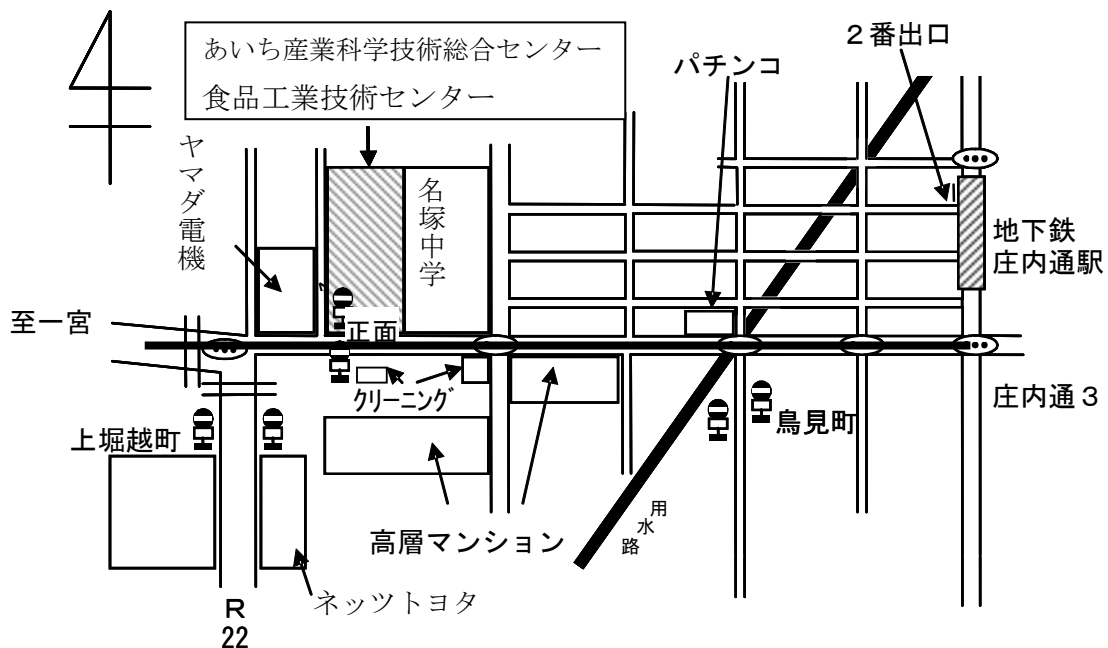 あいち産業科学技術総合センター
食品工業技術センター
2番出口
パチンコ
ヤマダ電機
名塚中学
地下鉄
庄内通駅
至一宮
正面
クリーニング
庄内通3
上堀越町
鳥見町
用水路
高層マンション
ネッツトヨタ
R
22